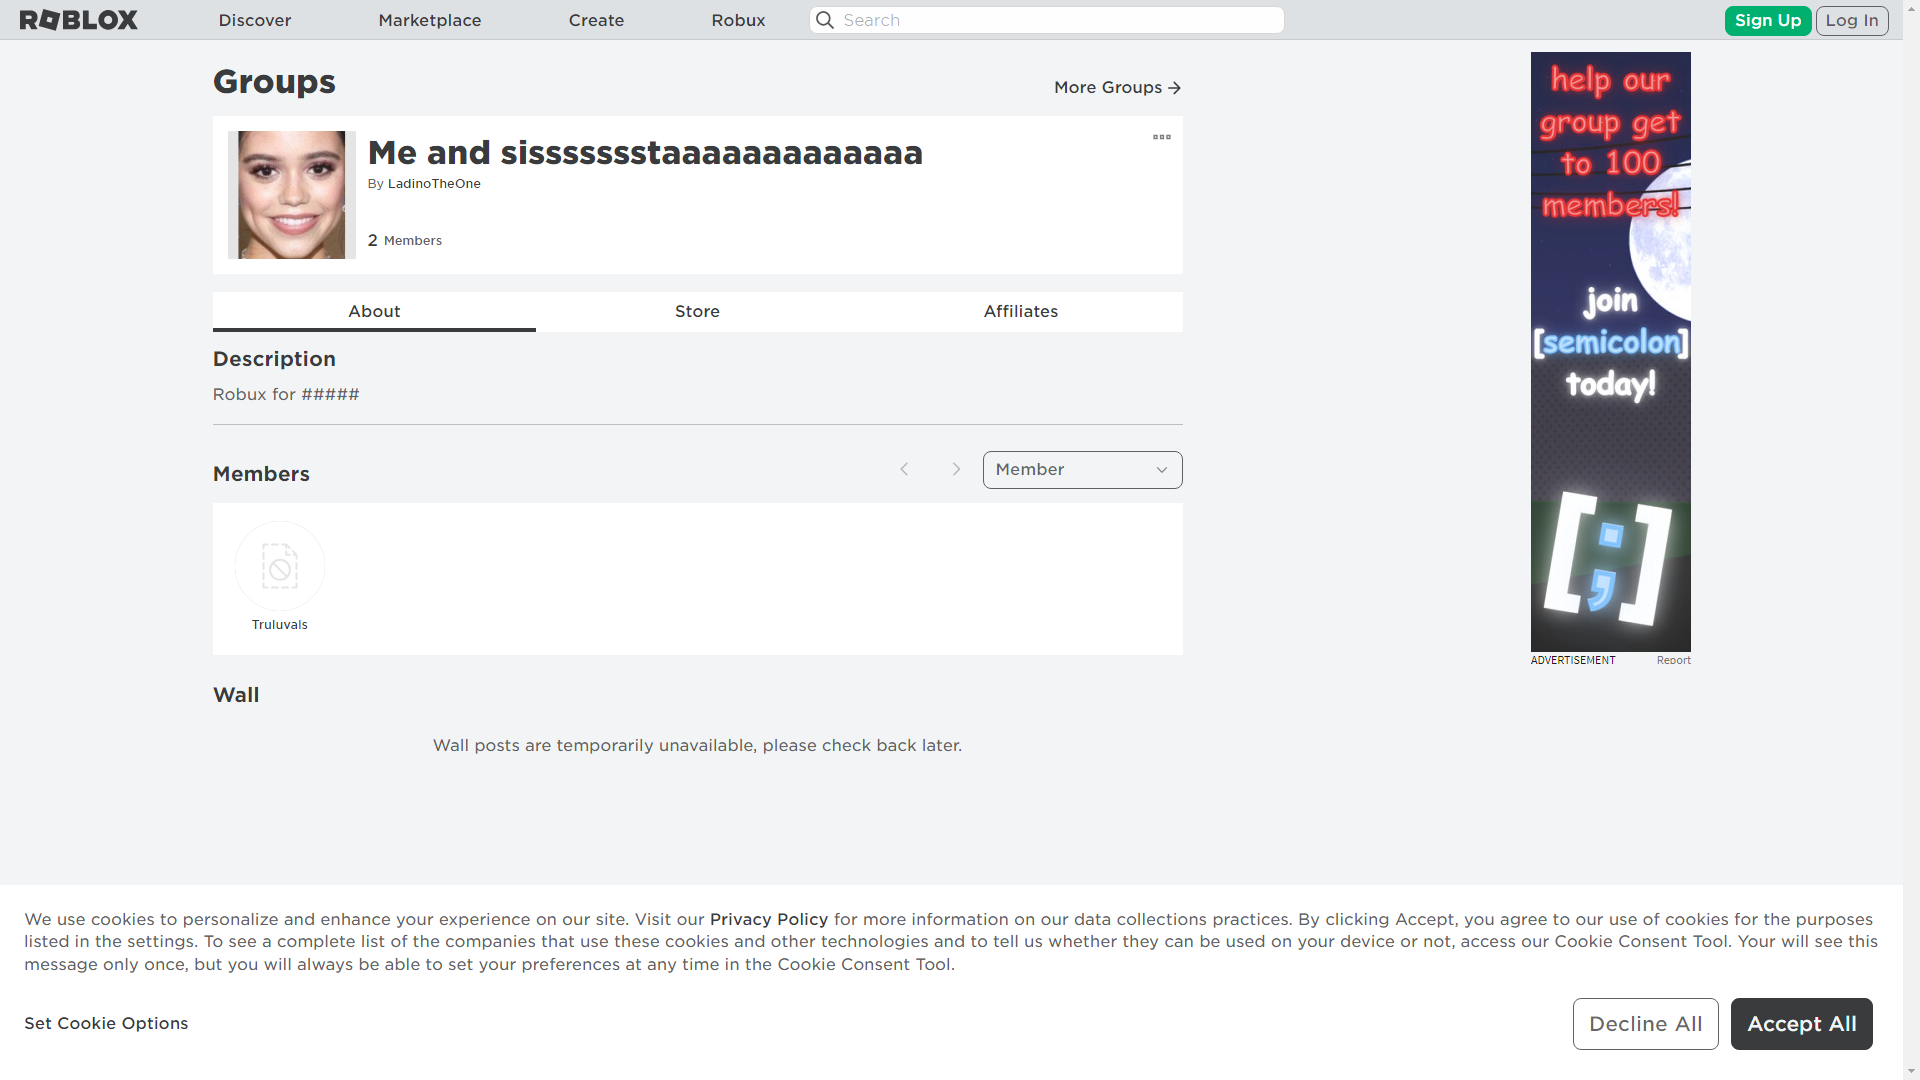 ROBLOX
Discover
Marketplace
Create
Robux
Search
Sign Up
Log In
Groups
More Groups
Me and sissssssstaaaaaaaaaaaaa
By LadinoTheOne
2 Members
About
Store
Affiliates
Description
Robux for #####
Members
Member
Truluvals
Wall
Wall posts are temporarily unavailable, please check back later.
help our
group get
to 100
members!
join
[semicolon]
today!
[;]
ADVERTISEMENT
Report
We use cookies to personalize and enhance your experience on our site. Visit our Privacy Policy for more information on our data collections practices. By clicking Accept, you agree to our use of cookies for the purposes
listed in the settings. To see a complete list of the companies that use these cookies and other technologies and to tell us whether they can be used on your device or not, access our Cookie Consent Tool. Your will see this
message only once, but you will always be able to set your preferences at any time in the Cookie Consent Tool.
Set Cookie Options
Decline All
Accept All